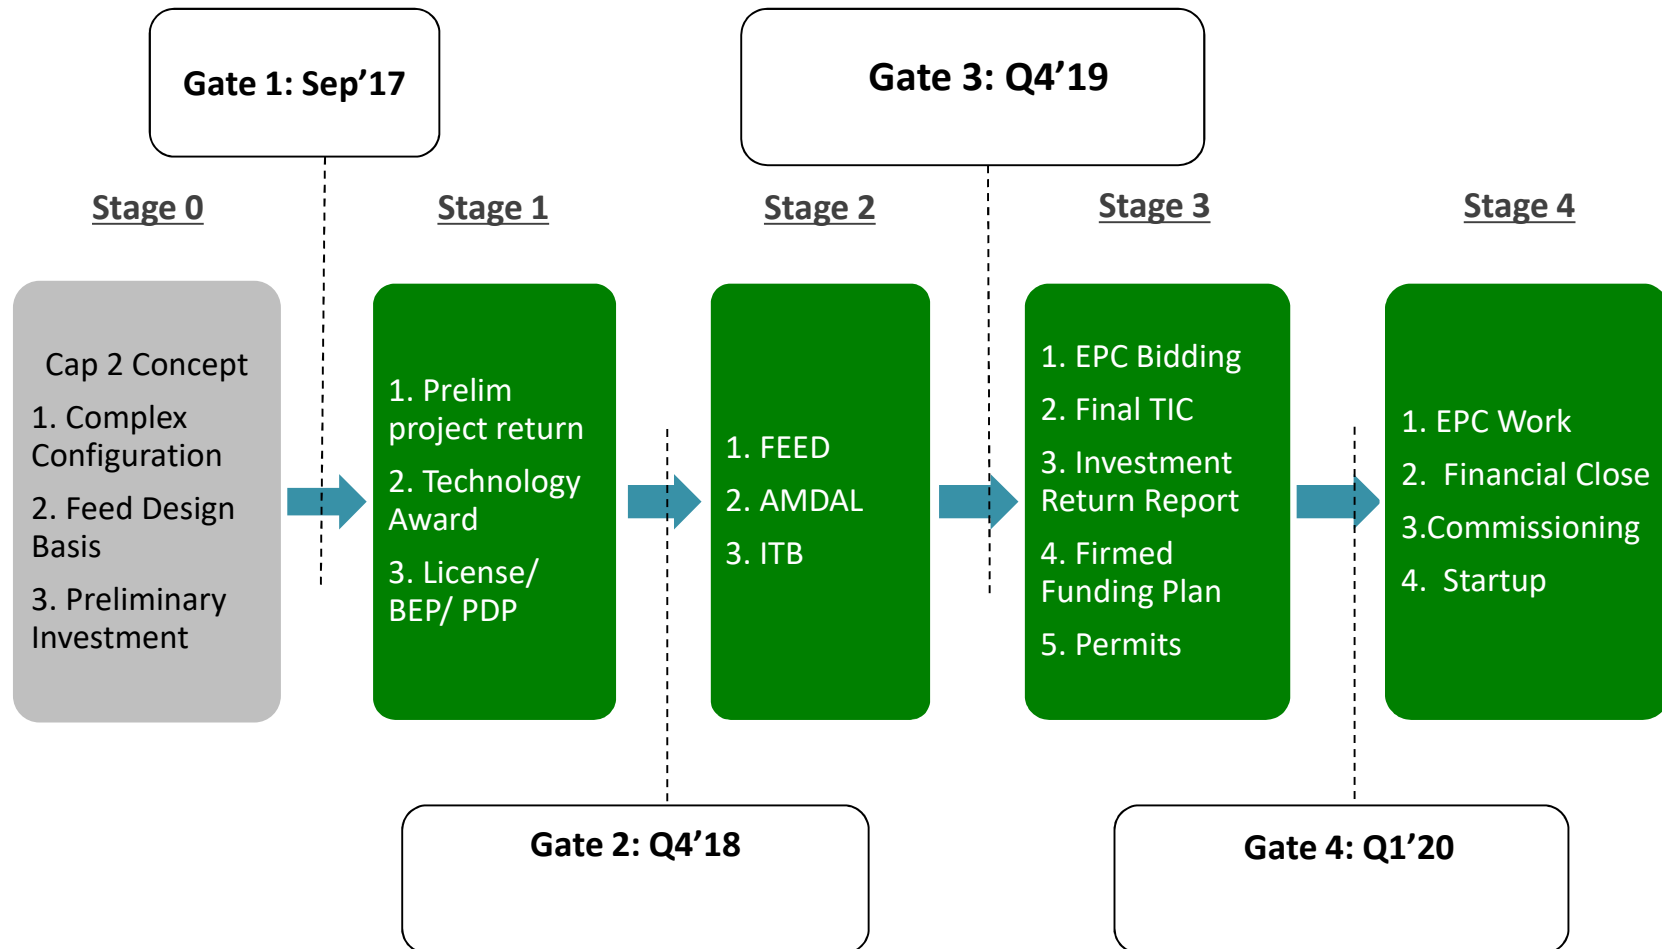 Gate 1: Sep’17
Gate 3: Q4’19
Stage 0
Stage 1
Stage 2
Stage 3
Stage 4
Cap 2 Concept
1. Complex
Configuration
2. Feed Design
Basis
3. Preliminary
Investment
1. Prelim
project return
2. Technology
Award
3. License/
BEP/ PDP
1. FEED
2. AMDAL
3. ITB
1. EPC Bidding
2. Final TIC
3. Investment
Return Report
4. Firmed
Funding Plan
5. Permits
1. EPC Work
2. Financial Close
3.Commissioning
4. Startup
Gate 2: Q4’18
Gate 4: Q1’20